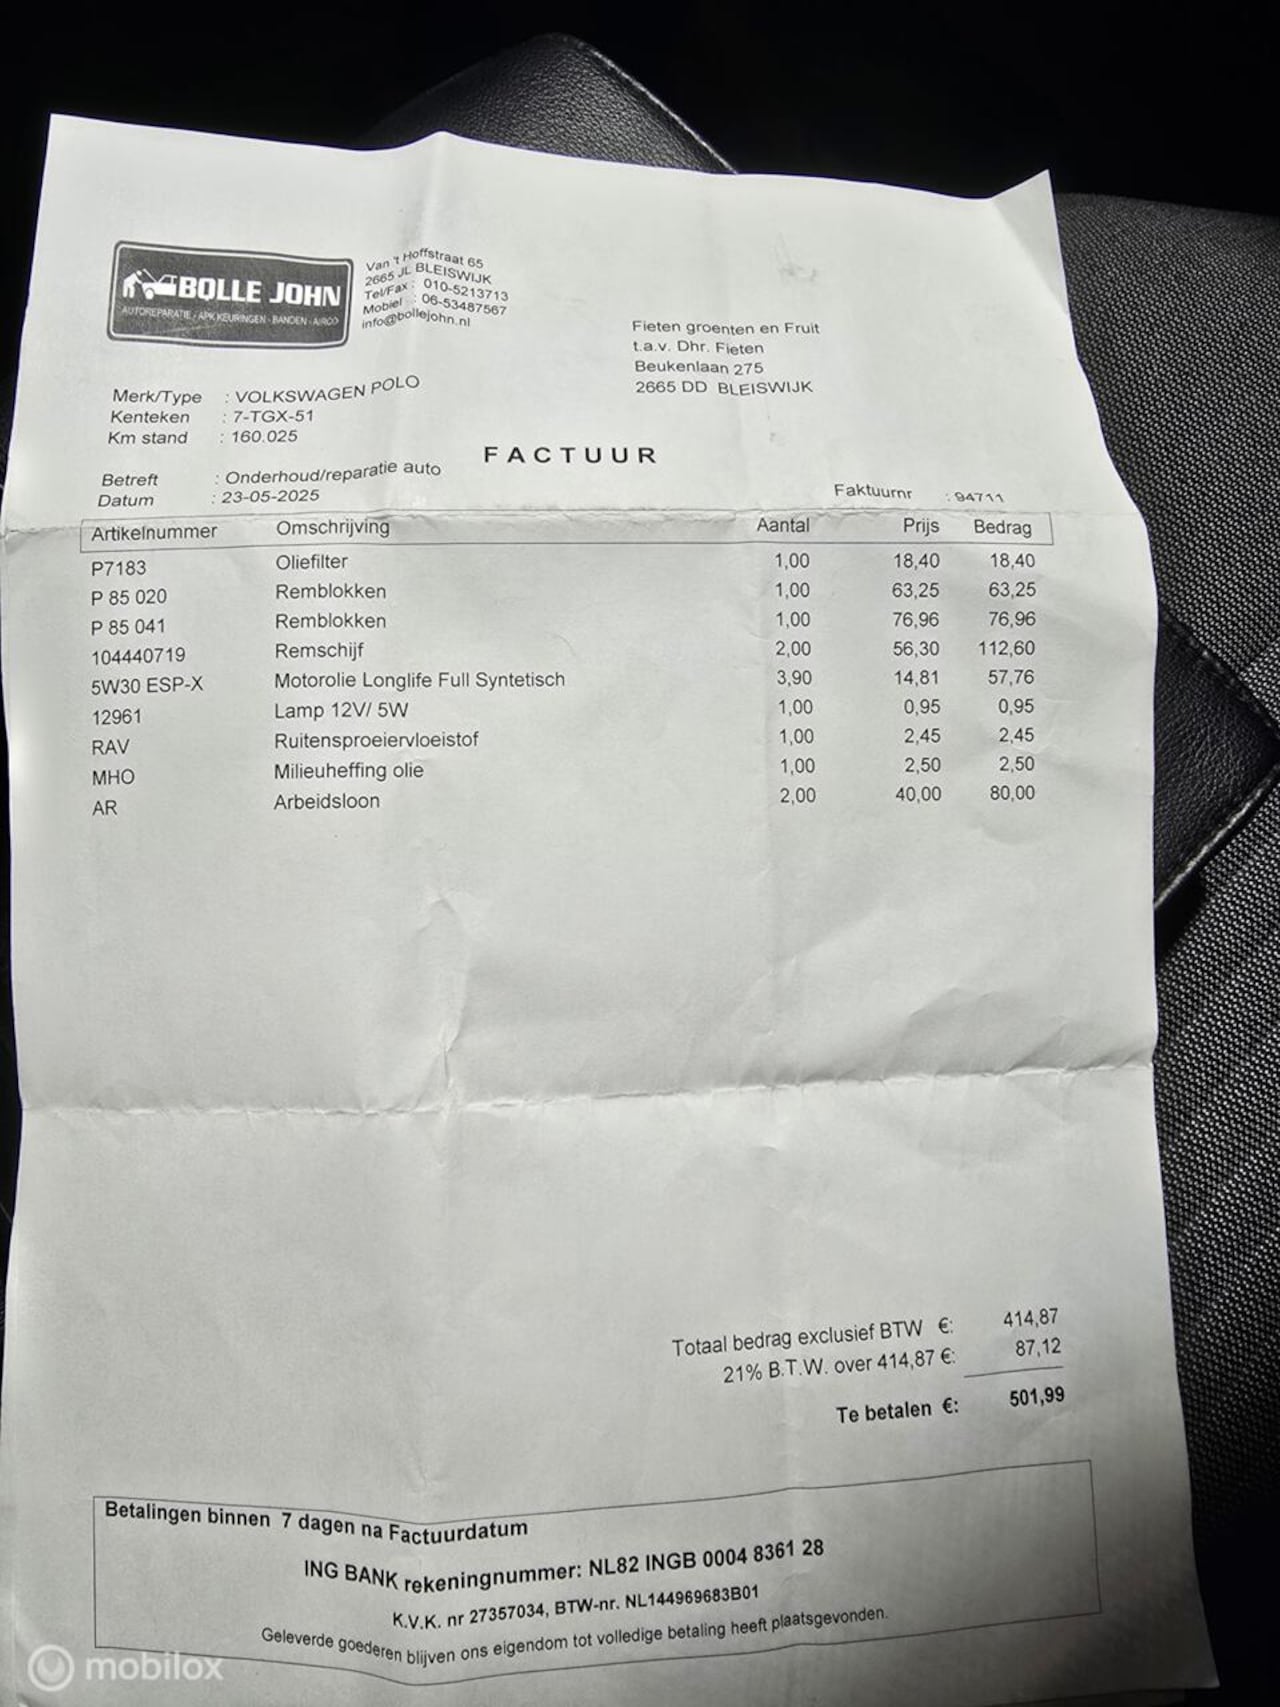 BOLLE JOHN
AUTOREPARATIE - APK KEURINGEN - BANDEN - AIRCO
Van 't Hoffstraat 65
2665 JL BLEISWIJK
Tel/Fax : 010-5213713
Mobiel : 06-53487567
info@bollejohn.nl
Fieten groenten en Fruit
t.a.v. Dhr. Fieten
Beukenlaan 275
2665 DD BLEISWIJK
Merk/Type : VOLKSWAGEN POLO
Kenteken : 7-TGX-51
Km stand : 160.025
FACTUUR
Betreft : Onderhoud/reparatie auto
Datum : 23-05-2025
Faktuurnr : 94711
Artikelnummer Omschrijving Aantal Prijs Bedrag
P7183 Oliefilter 1,00 18,40 18,40
P 85 020 Remblokken 1,00 63,25 63,25
P 85 041 Remblokken 1,00 76,96 76,96
104440719 Remschijf 2,00 56,30 112,60
5W30 ESP-X Motorolie Longlife Full Syntetisch 3,90 14,81 57,76
12961 Lamp 12V/ 5W 1,00 0,95 0,95
RAV Ruitensproeiervloeistof 1,00 2,45 2,45
MHO Milieuheffing olie 1,00 2,50 2,50
AR Arbeidsloon 2,00 40,00 80,00
Totaal bedrag exclusief BTW €: 414,87
21% B.T.W. over 414,87 €: 87,12
Te betalen €: 501,99
Betalingen binnen 7 dagen na Factuurdatum
ING BANK rekeningnummer: NL82 INGB 0004 8361 28
K.V.K. nr 27357034, BTW-nr. NL144969683B01
Geleverde goederen blijven ons eigendom tot volledige betaling heeft plaatsgevonden.
mobilox